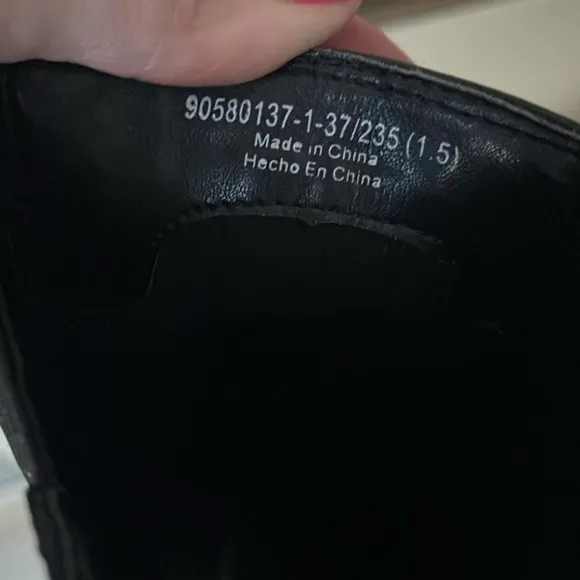 90580137-1-37/235 (1.5)
Made in China
Hecho En China